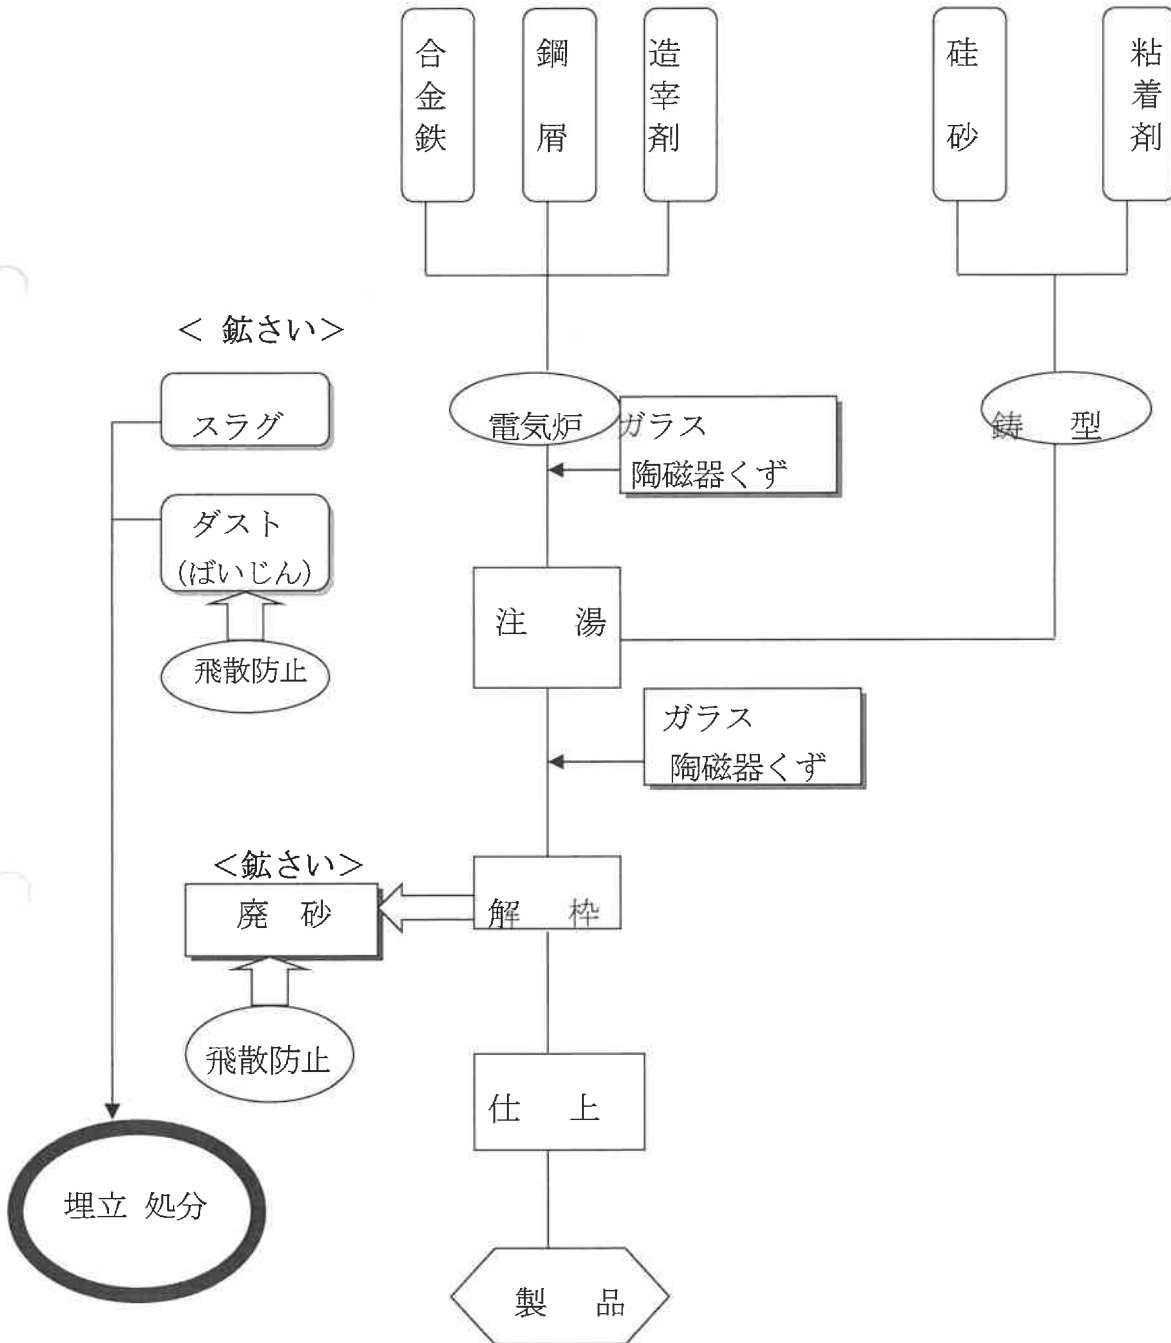 合金鉄
鋼屑
造宰剤
硅砂
粘着剤
< 鉱さい>
スラグ
電気炉
ガラス
陶磁器くず
鋳 型
ダスト
(ばいじん)
注 湯
飛散防止
ガラス
陶磁器くず
<鉱さい>
廃 砂
解 枠
飛散防止
仕 上
埋立 処分
製 品